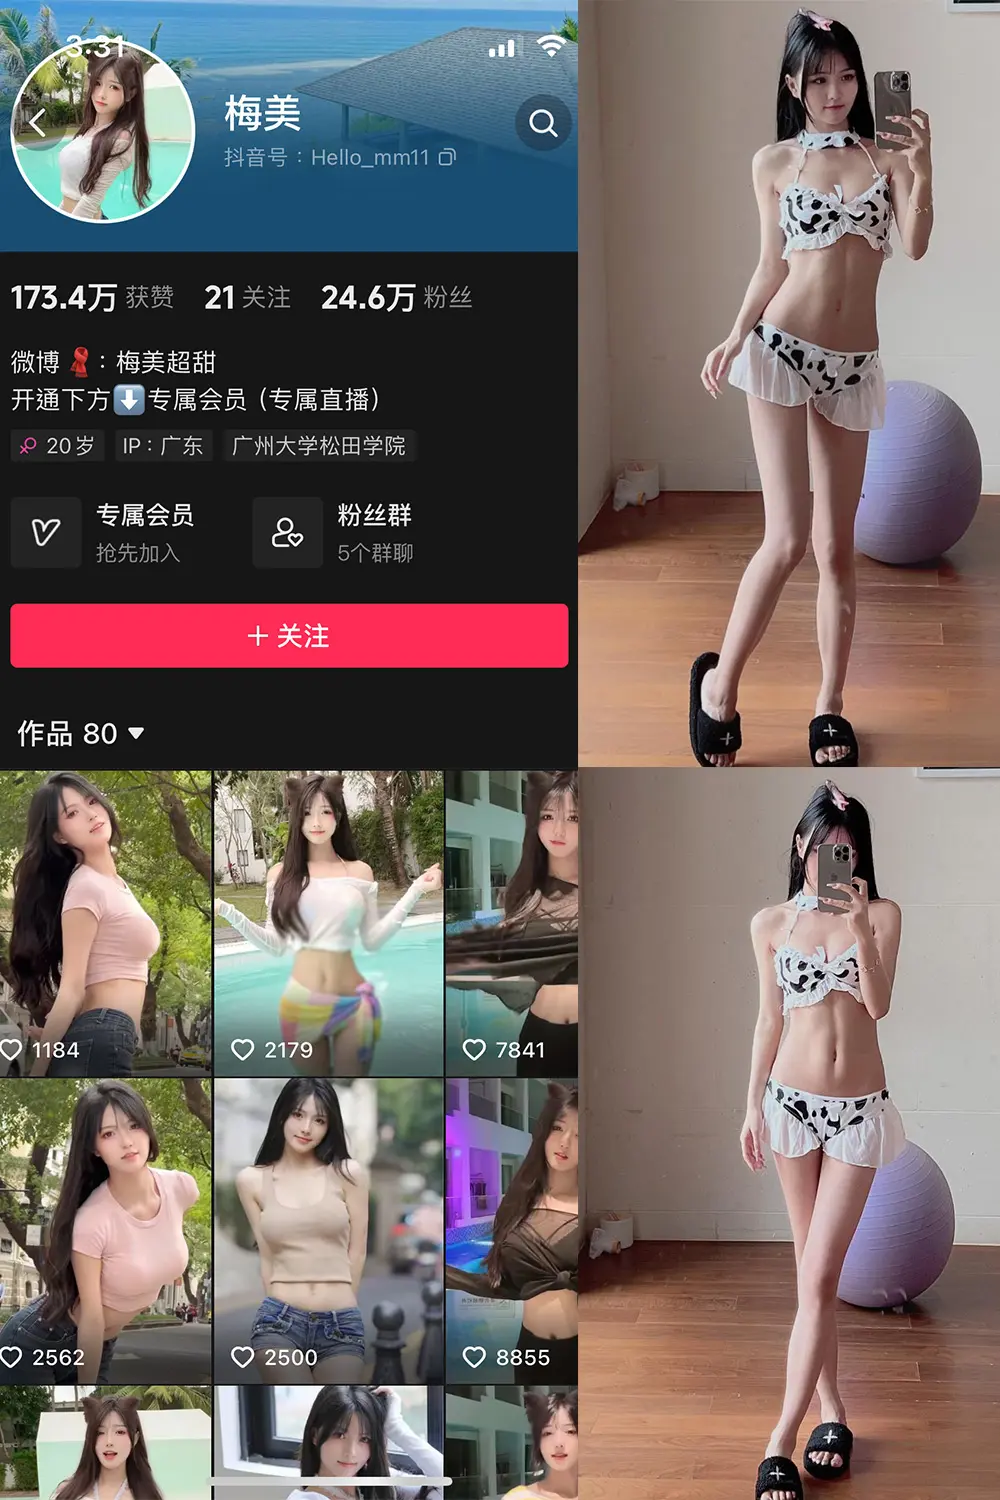 3:31
梅美
抖音号：Hello_mm11
173.4万 获赞 21 关注 24.6万 粉丝
微博🧣：梅美超甜
开通下方⬇️专属会员（专属直播）
20岁 IP：广东 广州大学松田学院
专属会员
抢先加入
粉丝群
5个群聊
＋关注
作品 80
1184 2179 7841
2562 2500 8855